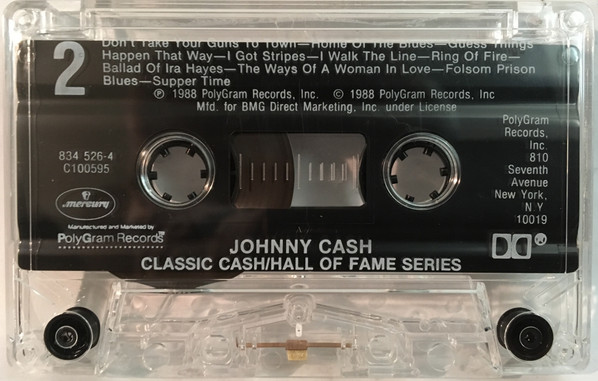 2
Don't Take Your Guns To Town—Home Of The Blues—Guess Things
Happen That Way—I Got Stripes—I Walk The Line—Ring Of Fire—
Ballad Of Ira Hayes—The Ways Of A Woman In Love—Folsom Prison
Blues—Supper Time
℗ 1988 PolyGram Records, Inc. © 1988 PolyGram Records, Inc
Mfd. for BMG Direct Marketing, Inc. under License
834 526-4
C100595
mercury
Manufactured and Marketed by
PolyGram Records™
PolyGram
Records,
Inc.
810
Seventh
Avenue
New York,
N Y
10019
JOHNNY CASH
CLASSIC CASH/HALL OF FAME SERIES
®